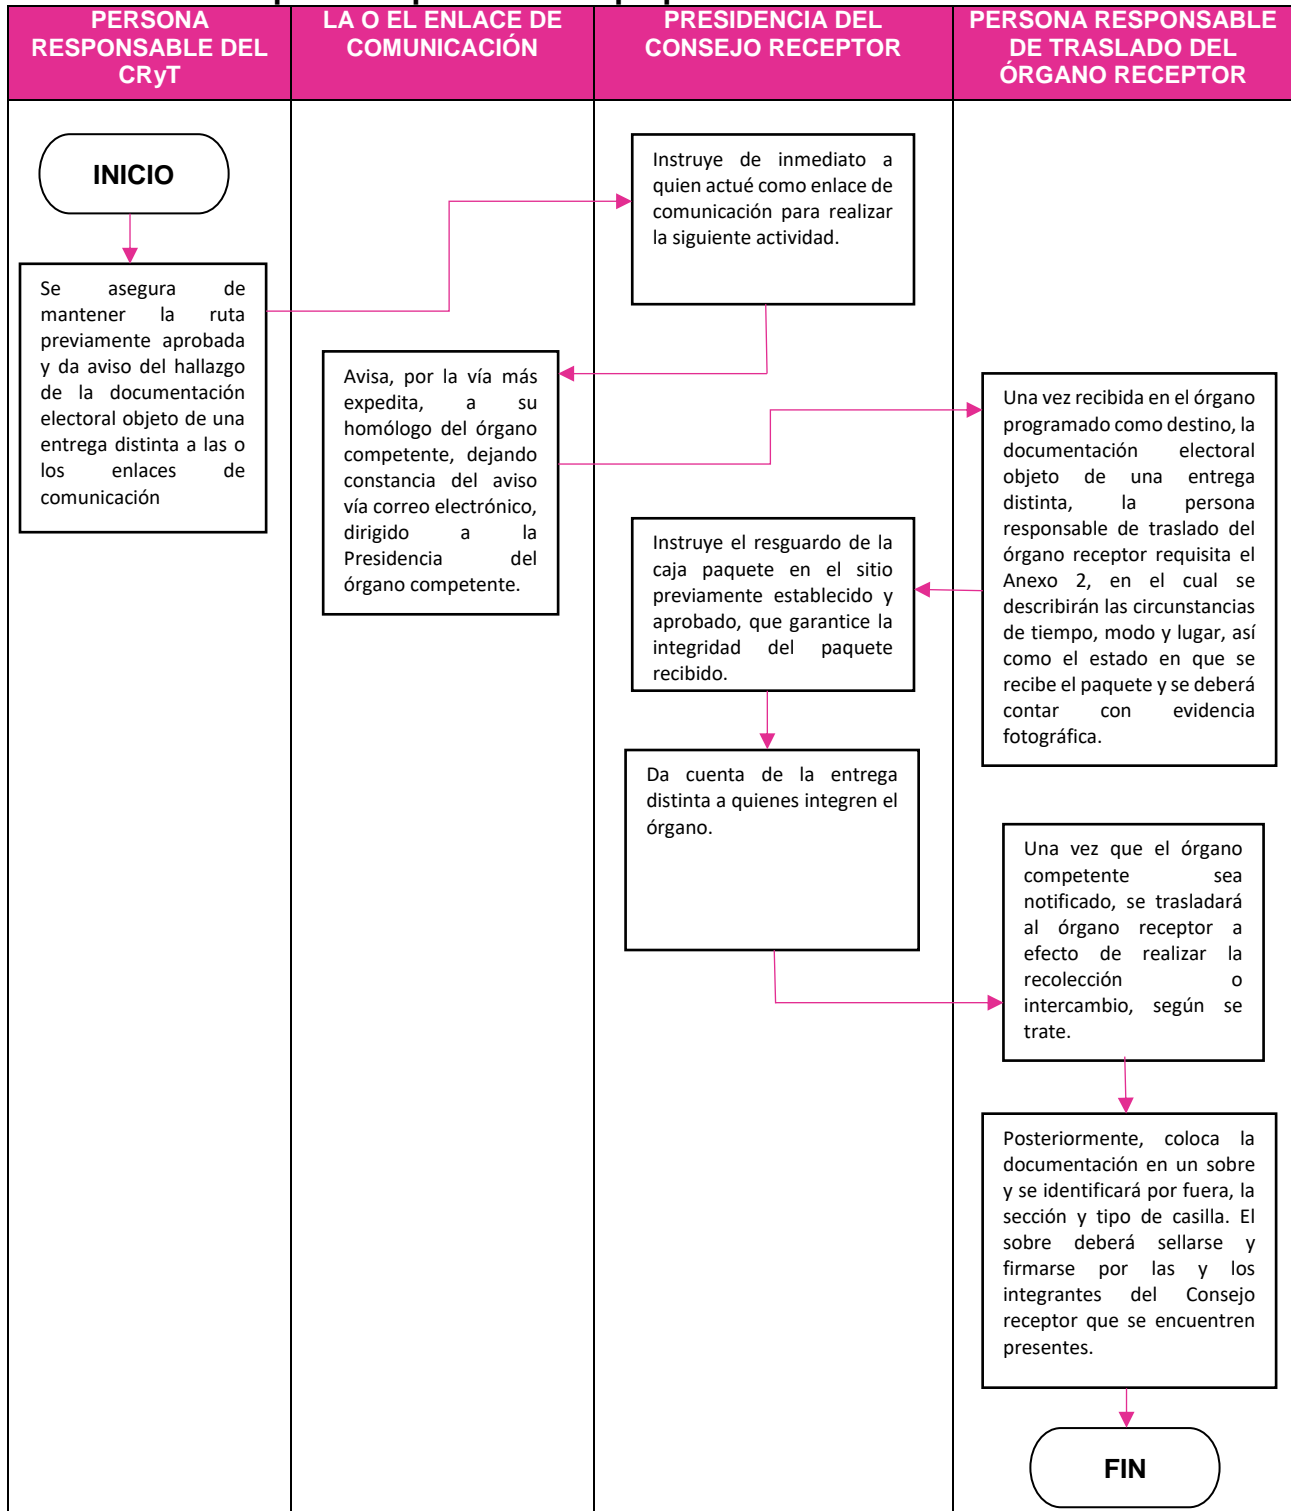 PERSONA
RESPONSABLE DEL
CRyT
LA O EL ENLACE DE
COMUNICACIÓN
PRESIDENCIA DEL
CONSEJO RECEPTOR
PERSONA RESPONSABLE
DE TRASLADO DEL
ÓRGANO RECEPTOR
INICIO
Se asegura de
mantener la ruta
previamente aprobada
y da aviso del hallazgo
de la documentación
electoral objeto de una
entrega distinta a las o
los enlaces de
comunicación
Instruye de inmediato a
quien actué como enlace de
comunicación para realizar
la siguiente actividad.
Avisa, por la vía más
expedita, a su
homólogo del órgano
competente, dejando
constancia del aviso
vía correo electrónico,
dirigido a la
Presidencia del
órgano competente.
Una vez recibida en el órgano
programado como destino, la
documentación electoral
objeto de una entrega
distinta, la persona
responsable de traslado del
órgano receptor requisita el
Anexo 2, en el cual se
describirán las circunstancias
de tiempo, modo y lugar, así
como el estado en que se
recibe el paquete y se deberá
contar con evidencia
fotográfica.
Instruye el resguardo de la
caja paquete en el sitio
previamente establecido y
aprobado, que garantice la
integridad del paquete
recibido.
Da cuenta de la entrega
distinta a quienes integren el
órgano.
Una vez que el órgano
competente sea
notificado, se trasladará
al órgano receptor a
efecto de realizar la
recolección o
intercambio, según se
trate.
Posteriormente, coloca la
documentación en un sobre
y se identificará por fuera, la
sección y tipo de casilla. El
sobre deberá sellarse y
firmarse por las y los
integrantes del Consejo
receptor que se encuentren
presentes.
FIN